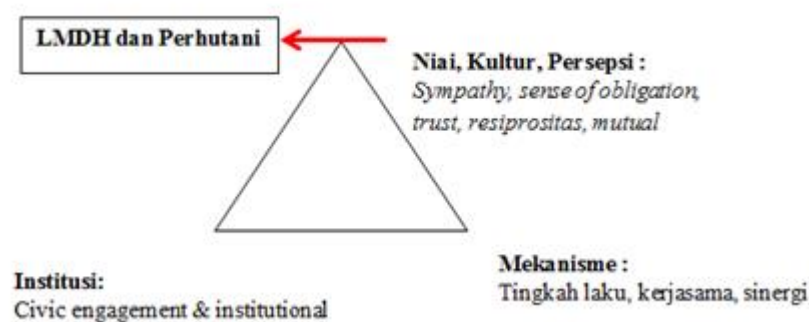 LMDH dan Perhutani
Niai, Kultur, Persepsi :
Sympathy, sense of obligation,
trust, resiprositas, mutual
Institusi:
Civic engagement & institutional
Mekanisme :
Tingkah laku, kerjasama, sinergi